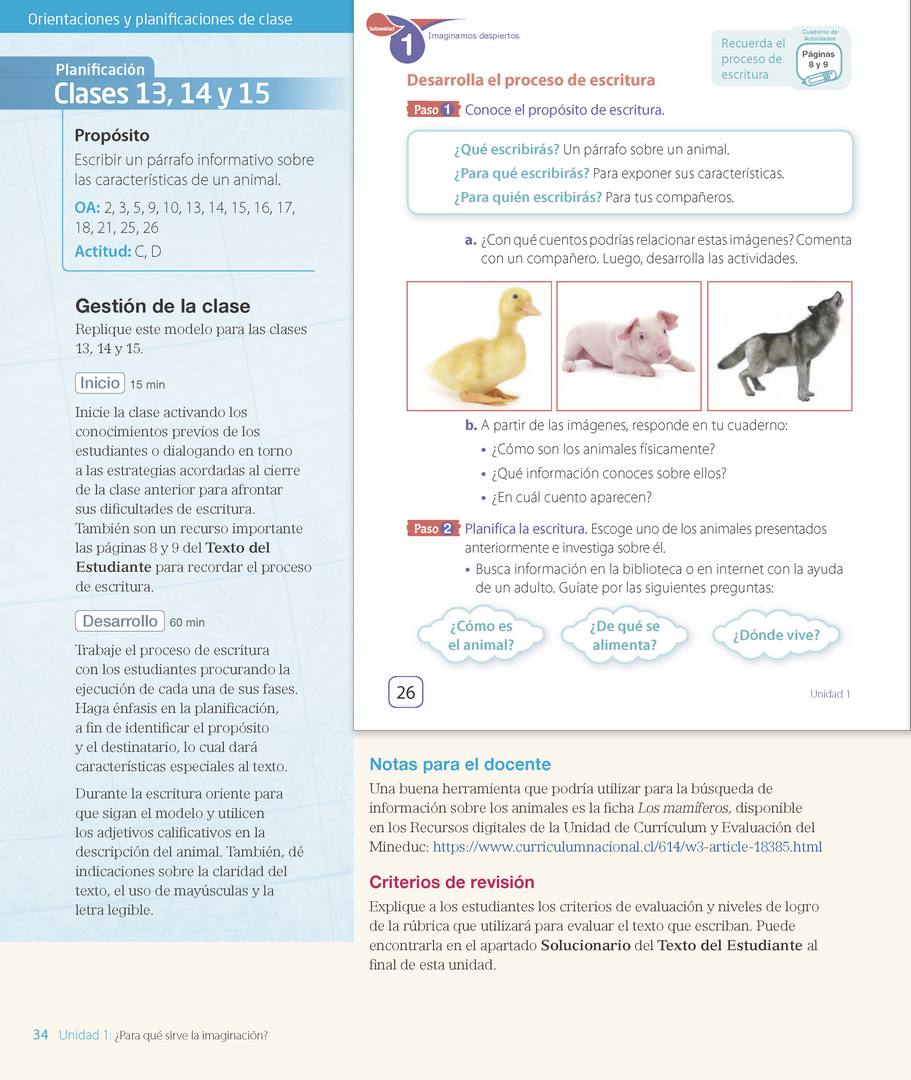 Orientaciones y planificaciones de clase
Planificación
Clases 13, 14 y 15
Propósito
Escribir un párrafo informativo sobre
las características de un animal.
OA: 2, 3, 5, 9, 10, 13, 14, 15, 16, 17,
18, 21, 25, 26
Actitud: C, D
Gestión de la clase
Replique este modelo para las clases
13, 14 y 15.
Inicio 15 min
Inicie la clase activando los
conocimientos previos de los
estudiantes o dialogando en torno
a las estrategias acordadas al cierre
de la clase anterior para afrontar
sus dificultades de escritura.
También son un recurso importante
las páginas 8 y 9 del Texto del
Estudiante para recordar el proceso
de escritura.
Desarrollo 60 min
Trabaje el proceso de escritura
con los estudiantes procurando la
ejecución de cada una de sus fases.
Haga énfasis en la planificación,
a fin de identificar el propósito
y el destinatario, lo cual dará
características especiales al texto.
Durante la escritura oriente para
que sigan el modelo y utilicen
los adjetivos calificativos en la
descripción del animal. También, dé
indicaciones sobre la claridad del
texto, el uso de mayúsculas y la
letra legible.
Subunidad
1
Imaginamos despiertos
Recuerda el
proceso de
escritura
Cuaderno de
Actividades
Páginas
8 y 9
Desarrolla el proceso de escritura
Paso 1 Conoce el propósito de escritura.
¿Qué escribirás? Un párrafo sobre un animal.
¿Para qué escribirás? Para exponer sus características.
¿Para quién escribirás? Para tus compañeros.
a. ¿Con qué cuentos podrías relacionar estas imágenes? Comenta
con un compañero. Luego, desarrolla las actividades.
b. A partir de las imágenes, responde en tu cuaderno:
• ¿Cómo son los animales físicamente?
• ¿Qué información conoces sobre ellos?
• ¿En cuál cuento aparecen?
Paso 2 Planifica la escritura. Escoge uno de los animales presentados
anteriormente e investiga sobre él.
• Busca información en la biblioteca o en internet con la ayuda
de un adulto. Guíate por las siguientes preguntas:
¿Cómo es
el animal?
¿De qué se
alimenta?
¿Dónde vive?
26
Unidad 1
Notas para el docente
Una buena herramienta que podría utilizar para la búsqueda de
información sobre los animales es la ficha Los mamíferos, disponible
en los Recursos digitales de la Unidad de Currículum y Evaluación del
Mineduc: https://www.curriculumnacional.cl/614/w3-article-18385.html
Criterios de revisión
Explique a los estudiantes los criterios de evaluación y niveles de logro
de la rúbrica que utilizará para evaluar el texto que escriban. Puede
encontrarla en el apartado Solucionario del Texto del Estudiante al
final de esta unidad.
34 Unidad 1: ¿Para qué sirve la imaginación?